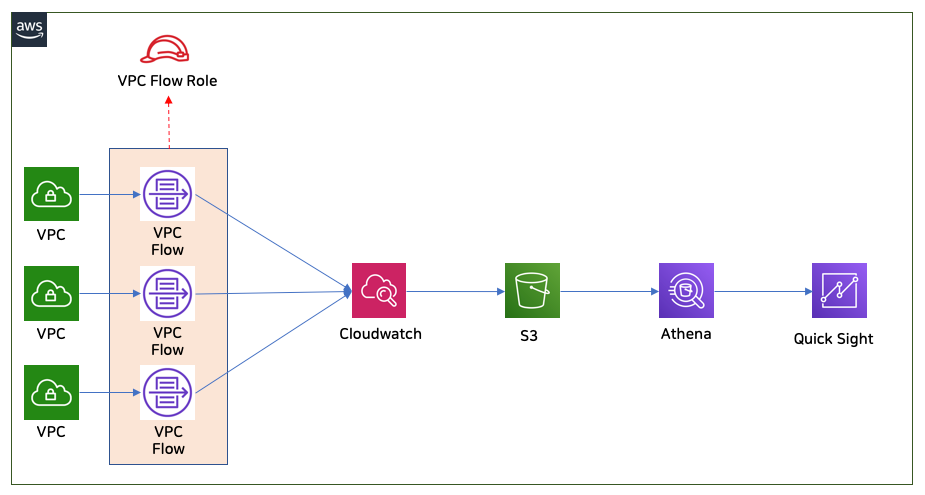 aws
VPC Flow Role
VPC
VPC
Flow
VPC
VPC
Flow
VPC
VPC
Flow
Cloudwatch
S3
Athena
Quick Sight